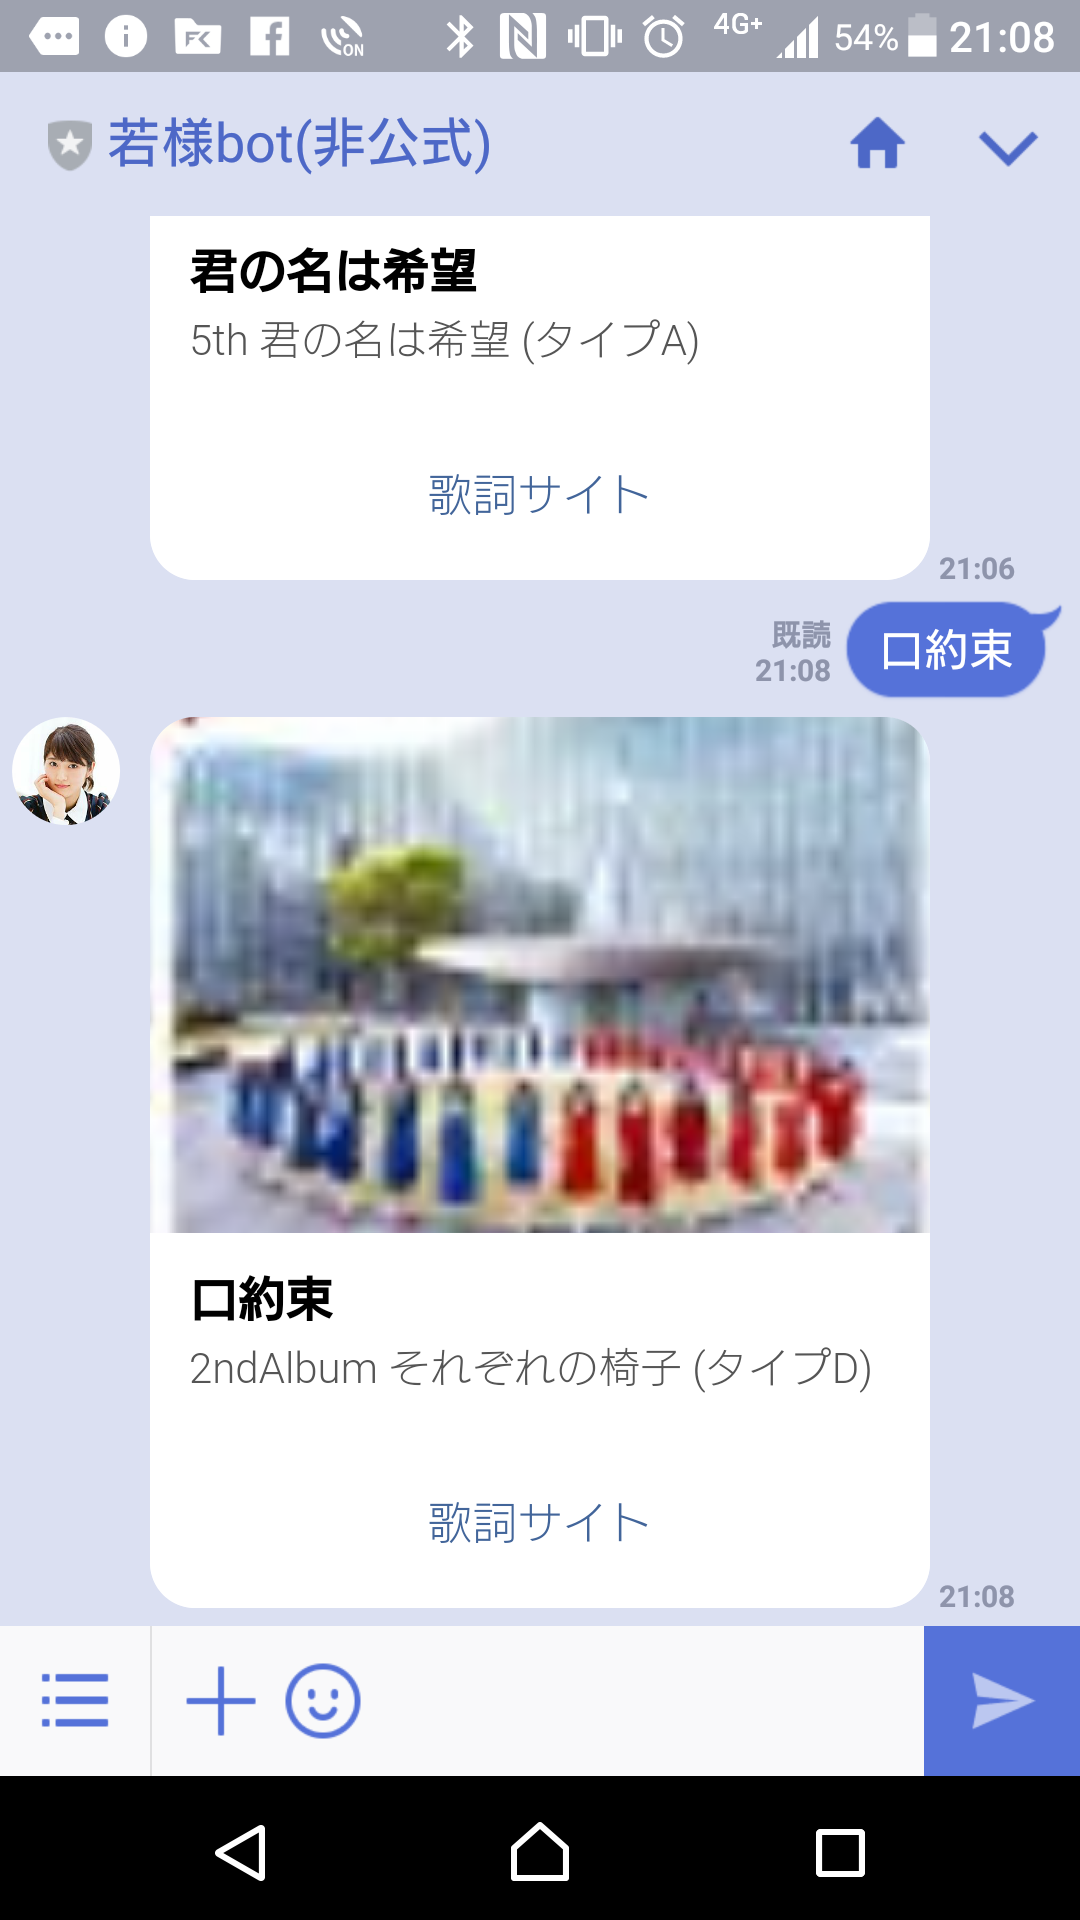 ON
4G+
54%
21:08
若様bot(非公式)
君の名は希望
5th 君の名は希望 (タイプA)
歌詞サイト
21:06
既読
21:08
口約束
口約束
2ndAlbum それぞれの椅子 (タイプD)
歌詞サイト
21:08